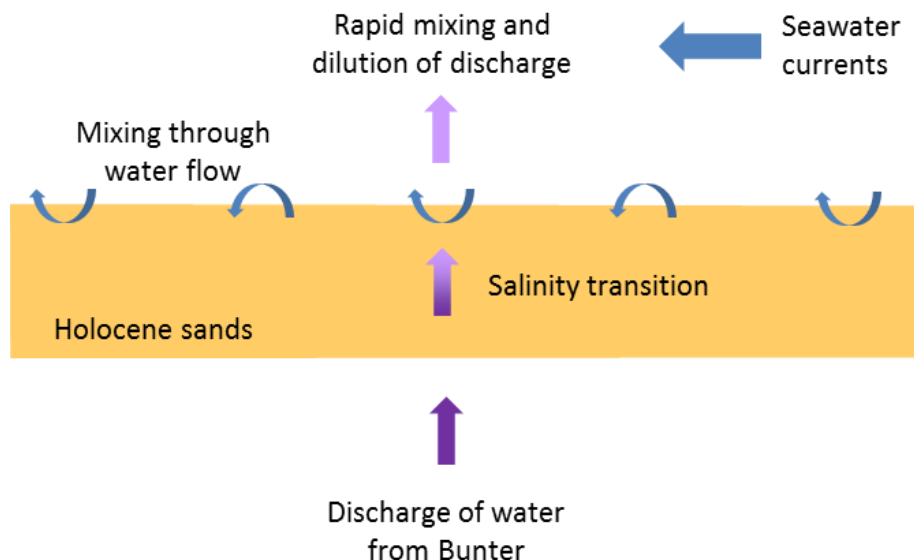 Rapid mixing and
dilution of discharge
Seawater
currents
Mixing through
water flow
Salinity transition
Holocene sands
Discharge of water
from Bunter